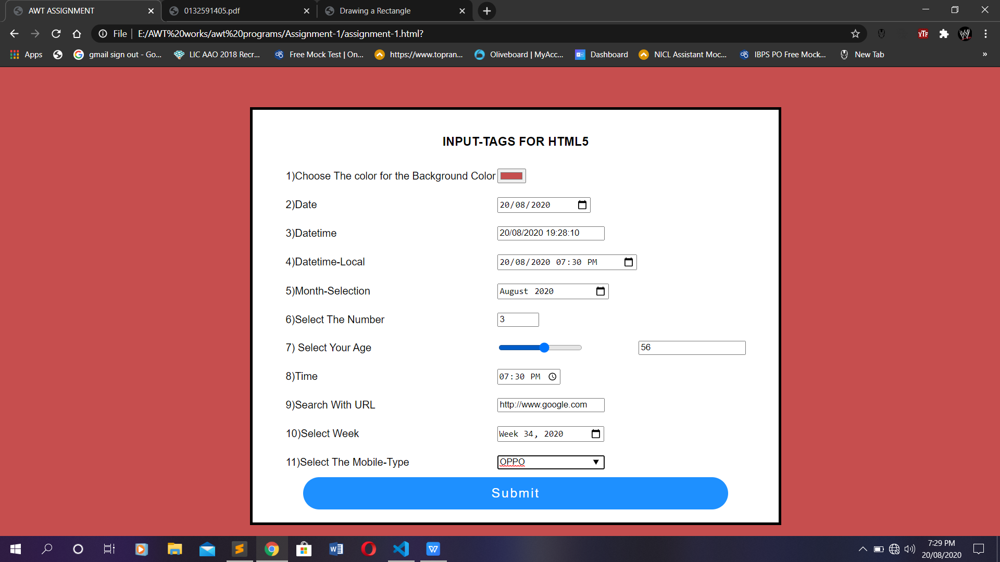 AWT ASSIGNMENT
0132591405.pdf
Drawing a Rectangle
File | E:/AWT%20works/awt%20programs/Assignment-1/assignment-1.html?
YTF
Apps
gmail sign out - Go...
LIC AAO 2018 Recr...
Free Mock Test | On...
https://www.topran...
Oliveboard | MyAcc...
Dashboard
NICL Assistant Moc...
IBPS PO Free Mock...
New Tab
»
INPUT-TAGS FOR HTML5
1)Choose The color for the Background Color
2)Date 20/08/2020
3)Datetime 20/08/2020 19:28:10
4)Datetime-Local 20/08/2020 07:30 PM
5)Month-Selection August 2020
6)Select The Number 3
7) Select Your Age 56
8)Time 07:30 PM
9)Search With URL http://www.google.com
10)Select Week Week 34, 2020
11)Select The Mobile-Type OPPO
Submit
7:29 PM
20/08/2020